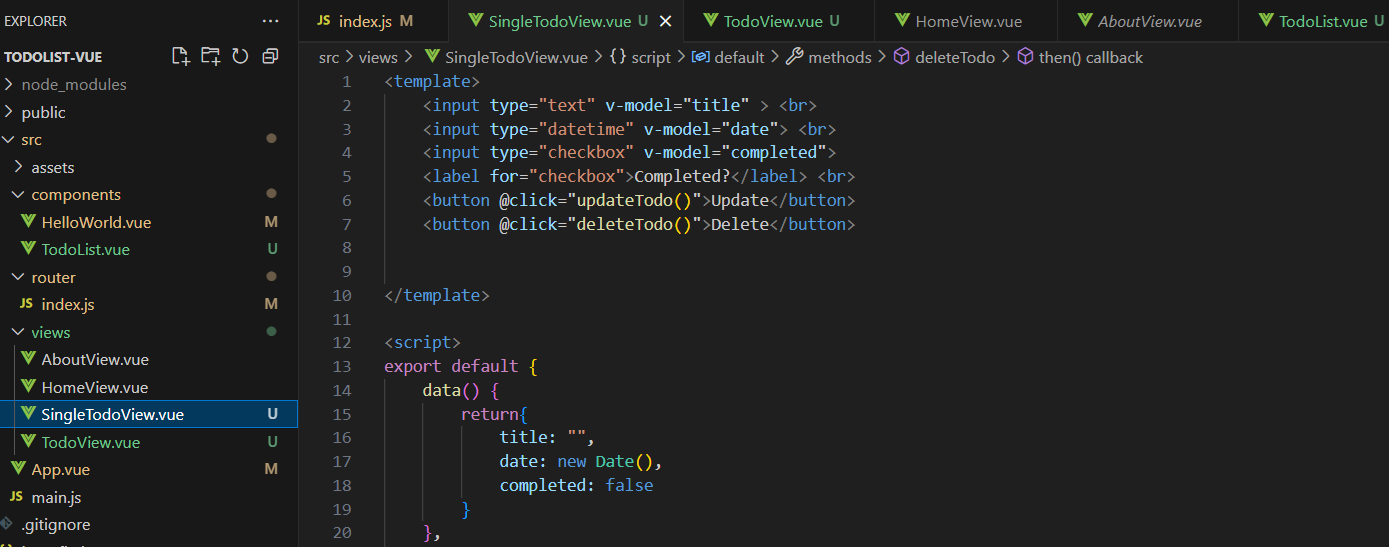 EXPLORER ...
TODOLIST-VUE
node_modules
public
src
assets
components
HelloWorld.vue M
TodoList.vue U
router
JS index.js M
views
AboutView.vue
HomeView.vue
SingleTodoView.vue U
TodoView.vue U
App.vue M
JS main.js
.gitignore
JS index.js M SingleTodoView.vue U TodoView.vue U HomeView.vue AboutView.vue TodoList.vue U
src > views > SingleTodoView.vue > {} script > default > methods > deleteTodo > then() callback
1 <template>
2 <input type="text" v-model="title" > <br>
3 <input type="datetime" v-model="date"> <br>
4 <input type="checkbox" v-model="completed">
5 <label for="checkbox">Completed?</label> <br>
6 <button @click="updateTodo()">Update</button>
7 <button @click="deleteTodo()">Delete</button>
8
9
10 </template>
11
12 <script>
13 export default {
14 data() {
15 return{
16 title: "",
17 date: new Date(),
18 completed: false
19 }
20 },